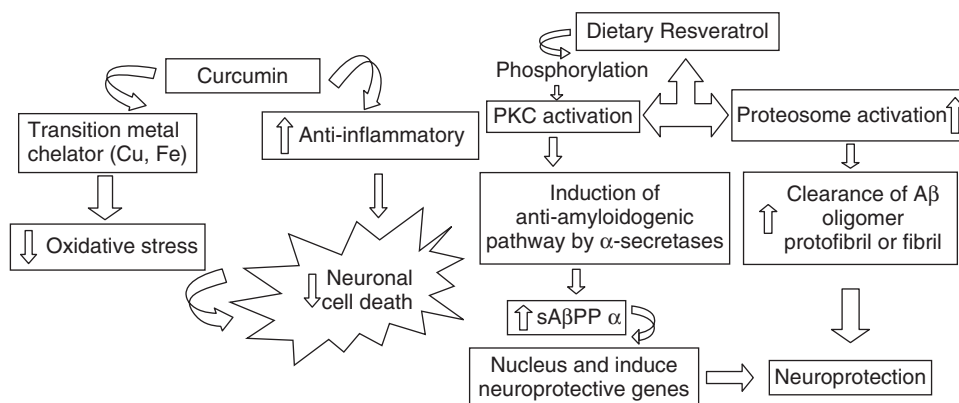 Curcumin
Transition metal
chelator (Cu, Fe)
Anti-inflammatory
Oxidative stress
Neuronal
cell death
Dietary Resveratrol
Phosphorylation
PKC activation
Proteosome activation
Induction of
anti-amyloidogenic
pathway by α-secretases
Clearance of Aβ
oligomer
protofibril or fibril
sAβPP α
Nucleus and induce
neuroprotective genes
Neuroprotection